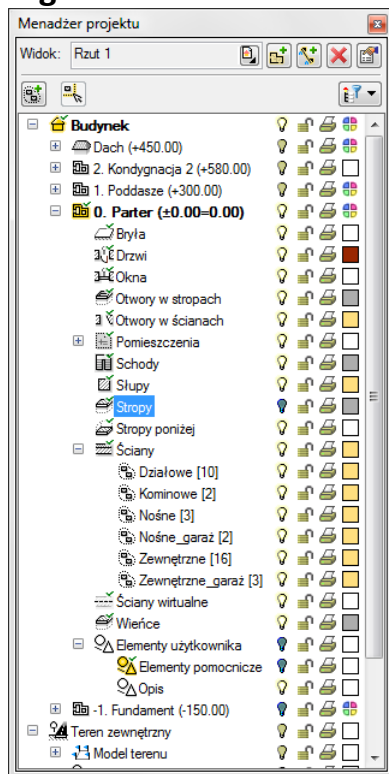 Menadżer projektu
Widok: Rzut 1
Budynek
Dach (+450.00)
2. Kondygnacja 2 (+580.00)
1. Poddasze (+300.00)
0. Parter (±0.00=0.00)
Bryła
Drzwi
Okna
Otwory w stropach
Otwory w ścianach
Pomieszczenia
Schody
Słupy
Stropy
Stropy poniżej
Ściany
Działowe [10]
Kominowe [2]
Nośne [3]
Nośne_garaż [2]
Zewnętrzne [16]
Zewnętrzne_garaż [3]
Ściany wirtualne
Wieńce
Elementy użytkownika
Elementy pomocnicze
Opis
-1. Fundament (-150.00)
Teren zewnętrzny
Model terenu